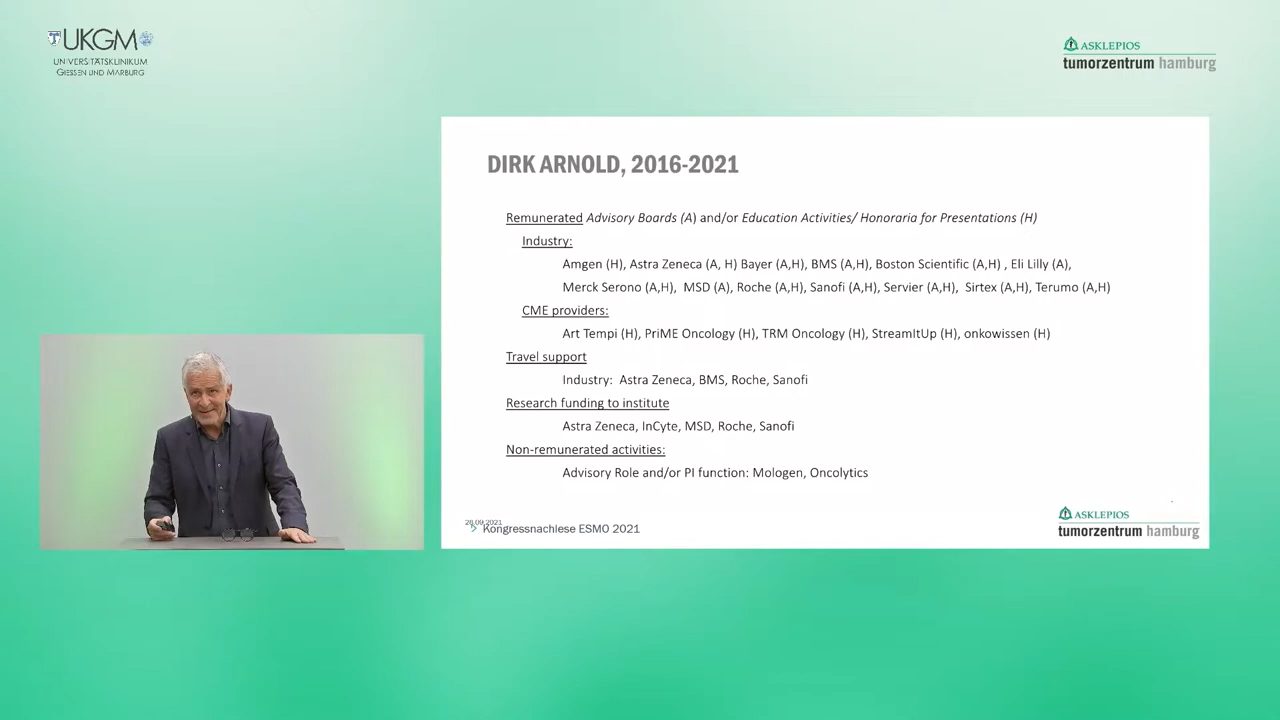 UKGM
UNIVERSITÄTSKLINIKUM
GIESSEN UND MARBURG
ASKLEPIOS
tumorzentrum hamburg
DIRK ARNOLD, 2016-2021
Remunerated Advisory Boards (A) and/or Education Activities/ Honoraria for Presentations (H)
Industry:
Amgen (H), Astra Zeneca (A, H) Bayer (A,H), BMS (A,H), Boston Scientific (A,H) , Eli Lilly (A),
Merck Serono (A,H), MSD (A), Roche (A,H), Sanofi (A,H), Servier (A,H), Sirtex (A,H), Terumo (A,H)
CME providers:
Art Tempi (H), PriME Oncology (H), TRM Oncology (H), StreamItUp (H), onkowissen (H)
Travel support
Industry: Astra Zeneca, BMS, Roche, Sanofi
Research funding to institute
Astra Zeneca, InCyte, MSD, Roche, Sanofi
Non-remunerated activities:
Advisory Role and/or PI function: Mologen, Oncolytics
28.09.2021
Kongressnachlese ESMO 2021
ASKLEPIOS
tumorzentrum hamburg